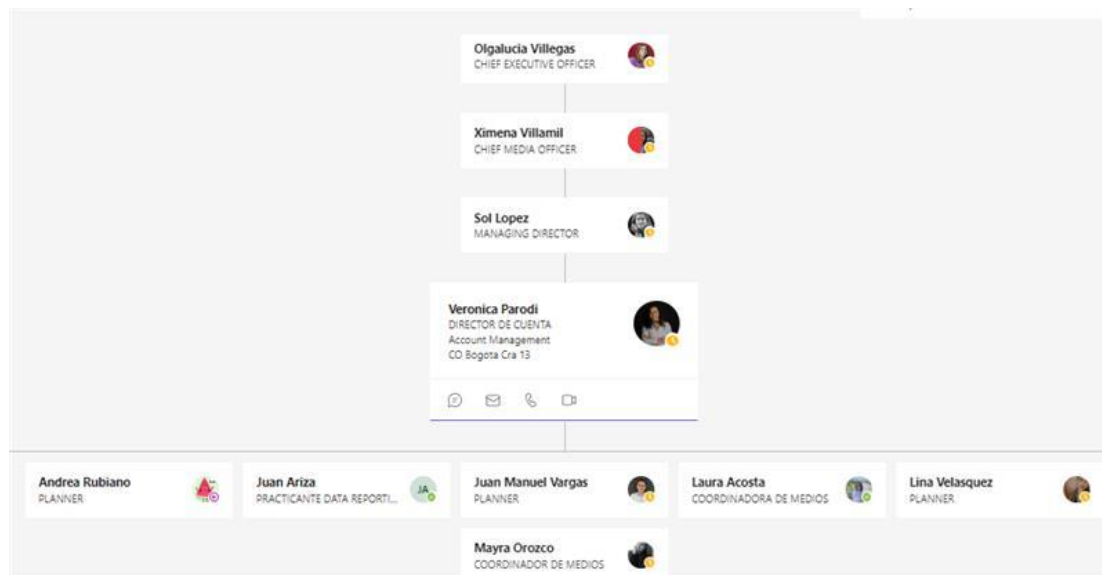 Olgalucia Villegas
CHIEF EXECUTIVE OFFICER
Ximena Villamil
CHIEF MEDIA OFFICER
Sol Lopez
MANAGING DIRECTOR
Veronica Parodi
DIRECTOR DE CUENTA
Account Management
CO Bogota Cra 13
Andrea Rubiano
PLANNER
Juan Ariza
PRACTICANTE DATA REPORTI...
JA
Juan Manuel Vargas
PLANNER
Laura Acosta
COORDINADORA DE MEDIOS
Lina Velasquez
PLANNER
Mayra Orozco
COORDINADOR DE MEDIOS